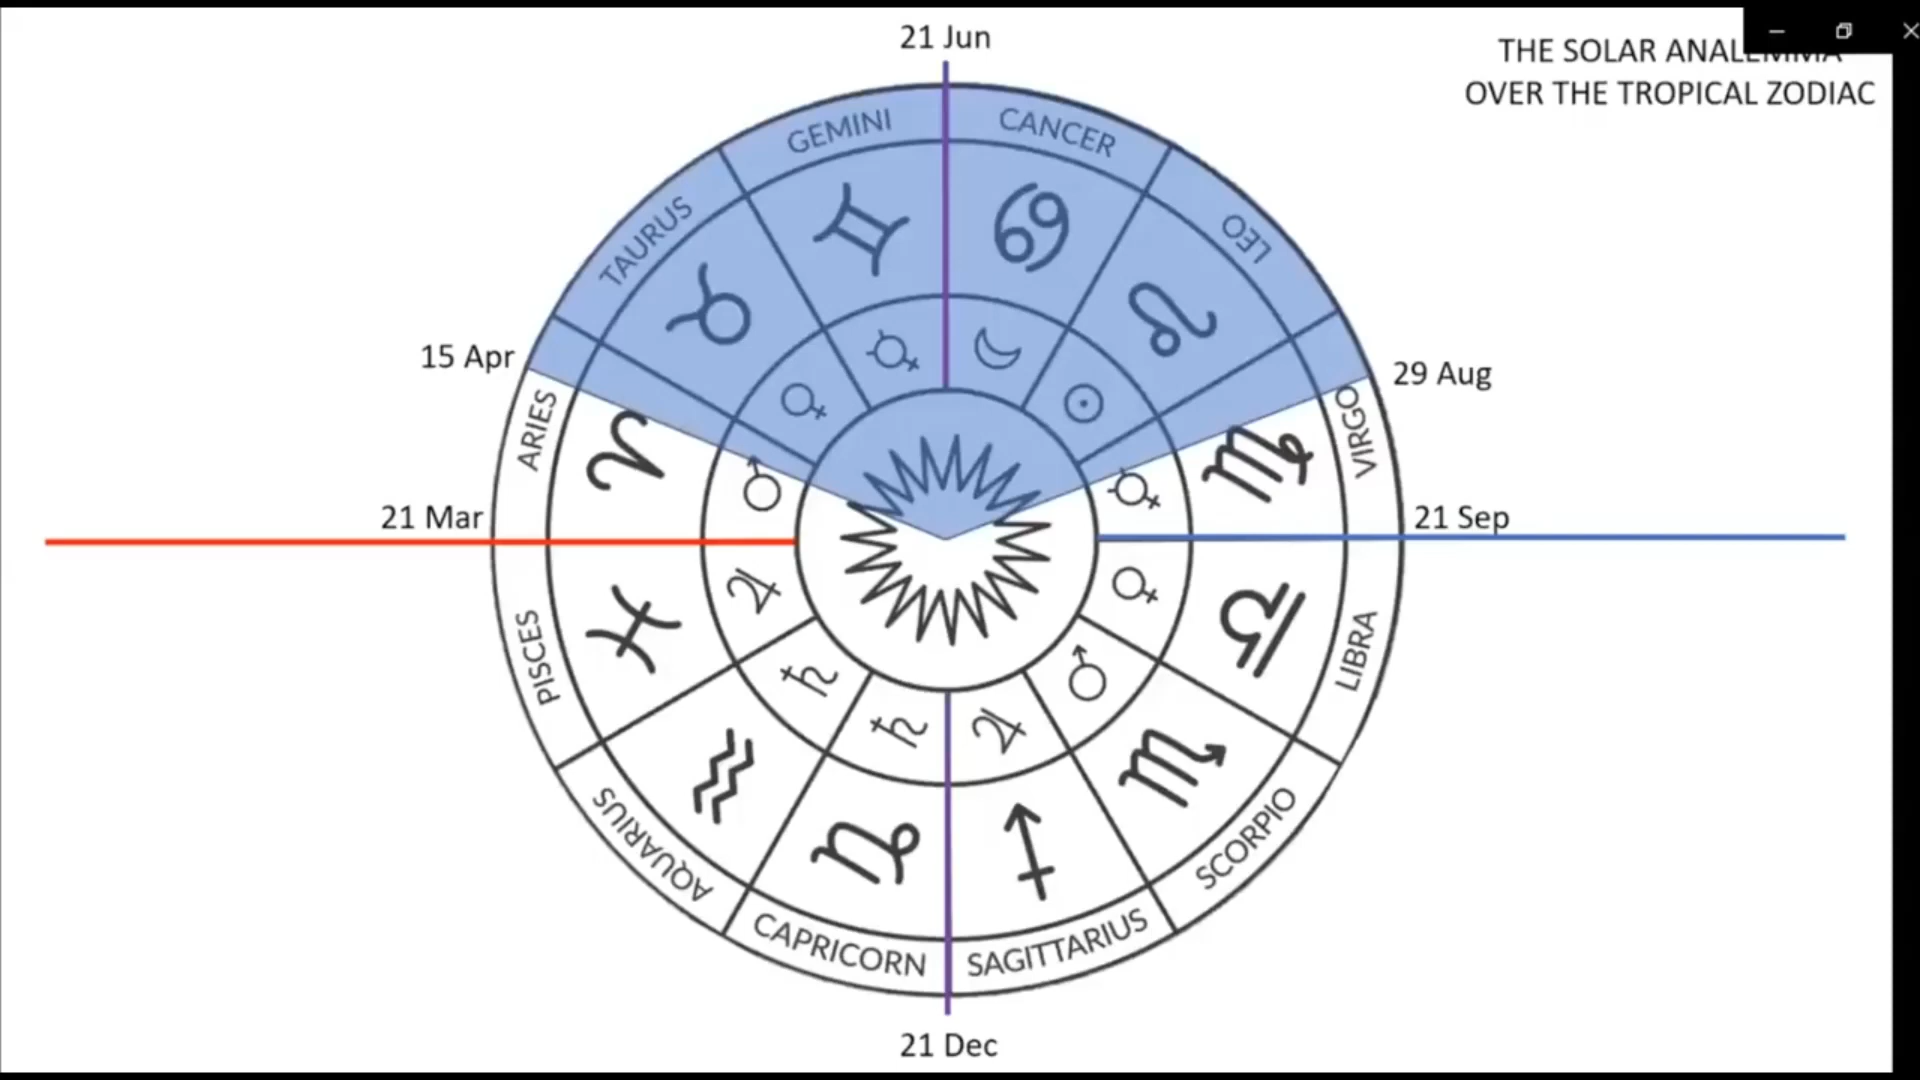 21 Jun
THE SOLAR ANALEMMA
OVER THE TROPICAL ZODIAC
GEMINI
CANCER
TAURUS
LEO
15 Apr
29 Aug
ARIES
VIRGO
21 Mar
21 Sep
PISCES
LIBRA
AQUARIUS
SCORPIO
CAPRICORN
SAGITTARIUS
21 Dec